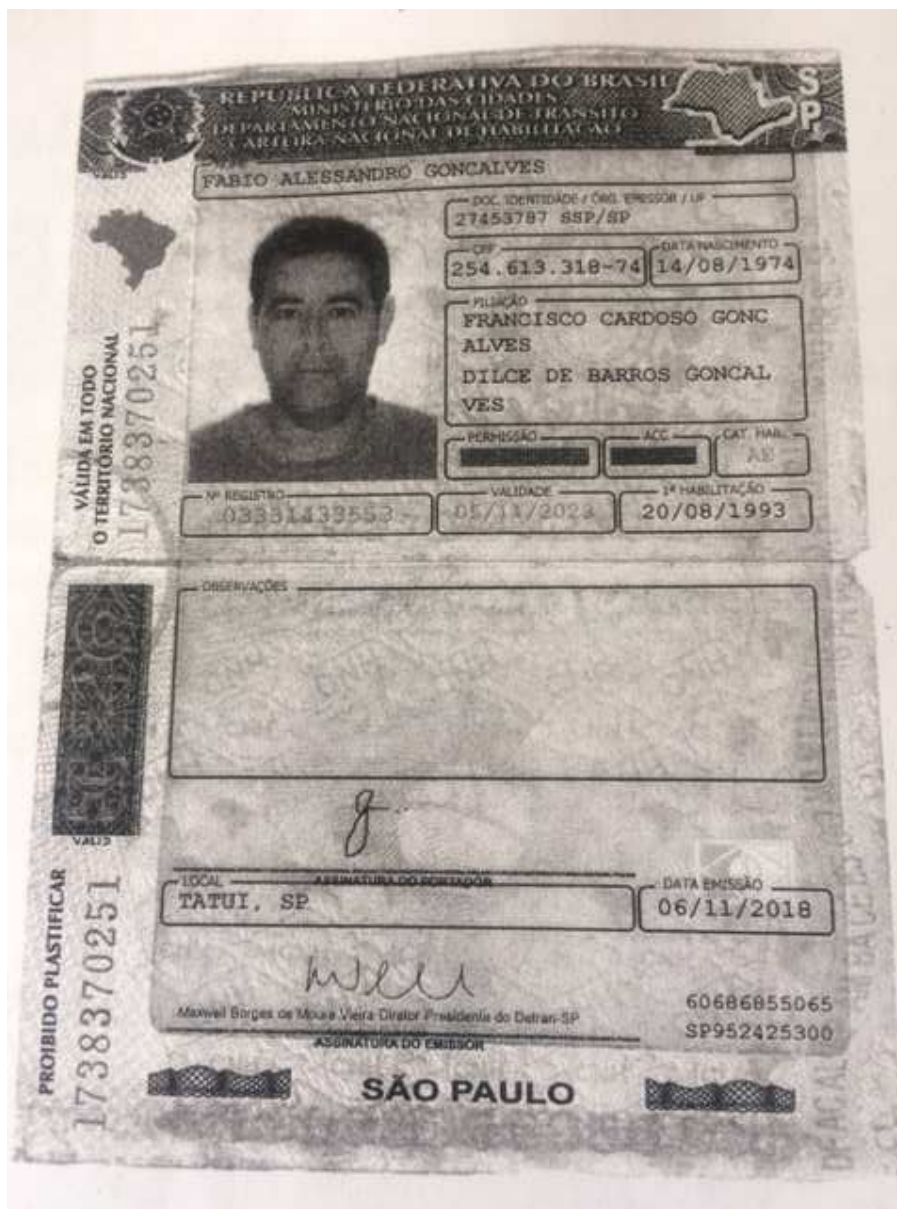 REPÚBLICA FEDERATIVA DO BRASIL
MINISTÉRIO DAS CIDADES
DEPARTAMENTO NACIONAL DE TRÂNSITO
CARTEIRA NACIONAL DE HABILITAÇÃO
SP
FABIO ALESSANDRO GONCALVES
DOC. IDENTIDADE / ÓRG. EMISSOR / UF
27453787 SSP/SP
CPF
254.613.318-74
DATA NASCIMENTO
14/08/1974
FILIAÇÃO
FRANCISCO CARDOSO GONC
ALVES
DILCE DE BARROS GONCAL
VES
PERMISSÃO
ACC
CAT. HAB.
Nº REGISTRO
VALIDADE
05/11/2023
1ª HABILITAÇÃO
20/08/1993
VÁLIDA EM TODO
O TERRITÓRIO NACIONAL
1738370251
OBSERVAÇÕES
ASSINATURA DO PORTADOR
LOCAL
TATUI, SP
DATA EMISSÃO
06/11/2018
Maxwell Borges de Moura Vieira Diretor Presidente do Detran-SP
ASSINATURA DO EMISSOR
60686855065
SP952425300
PROIBIDO PLASTIFICAR
1738370251
SÃO PAULO